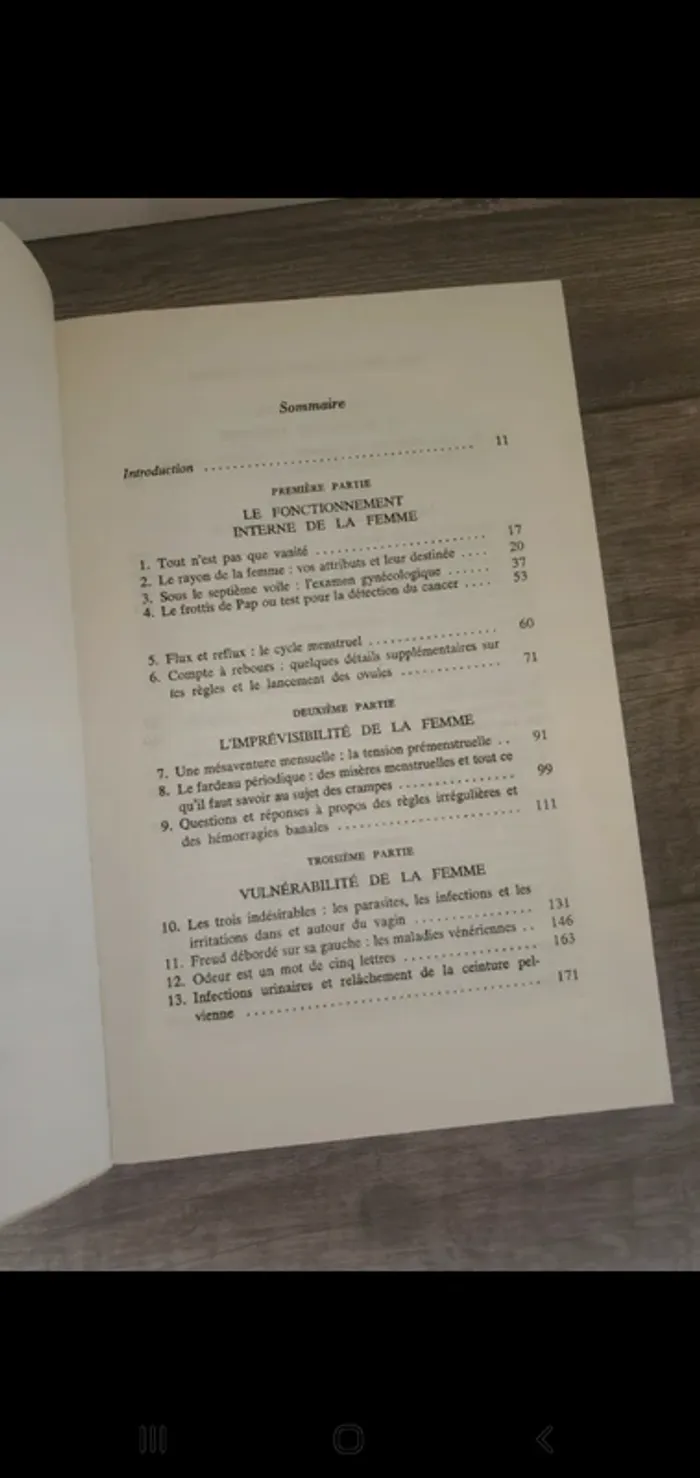 Sommaire
Introduction ........................................ 11
PREMIÈRE PARTIE
LE FONCTIONNEMENT
INTERNE DE LA FEMME
1. Tout n'est pas que vanité ........................ 17
2. Le rayon de la femme : vos attributs et leur destinée .... 20
3. Sous le septième voile : l'examen gynécologique ...... 37
4. Le frottis de Pap ou test pour la détection du cancer .... 53
5. Flux et reflux : le cycle menstruel .................. 60
6. Compte à rebours : quelques détails supplémentaires sur
les règles et le lancement des ovules .............. 71
DEUXIÈME PARTIE
L'IMPRÉVISIBILITÉ DE LA FEMME
7. Une mésaventure mensuelle : la tension prémenstruelle .. 91
8. Le fardeau périodique : des misères menstruelles et tout ce
qu'il faut savoir au sujet des crampes ................ 99
9. Questions et réponses à propos des règles irrégulières et
des hémorragies banales ........................ 111
TROISIÈME PARTIE
VULNÉRABILITÉ DE LA FEMME
10. Les trois indésirables : les parasites, les infections et les
irritations dans et autour du vagin ................ 131
11. Freud débordé sur sa gauche : les maladies vénériennes .. 146
12. Odeur est un mot de cinq lettres .................. 163
13. Infections urinaires et relâchement de la ceinture pel-
vienne ........................................ 171